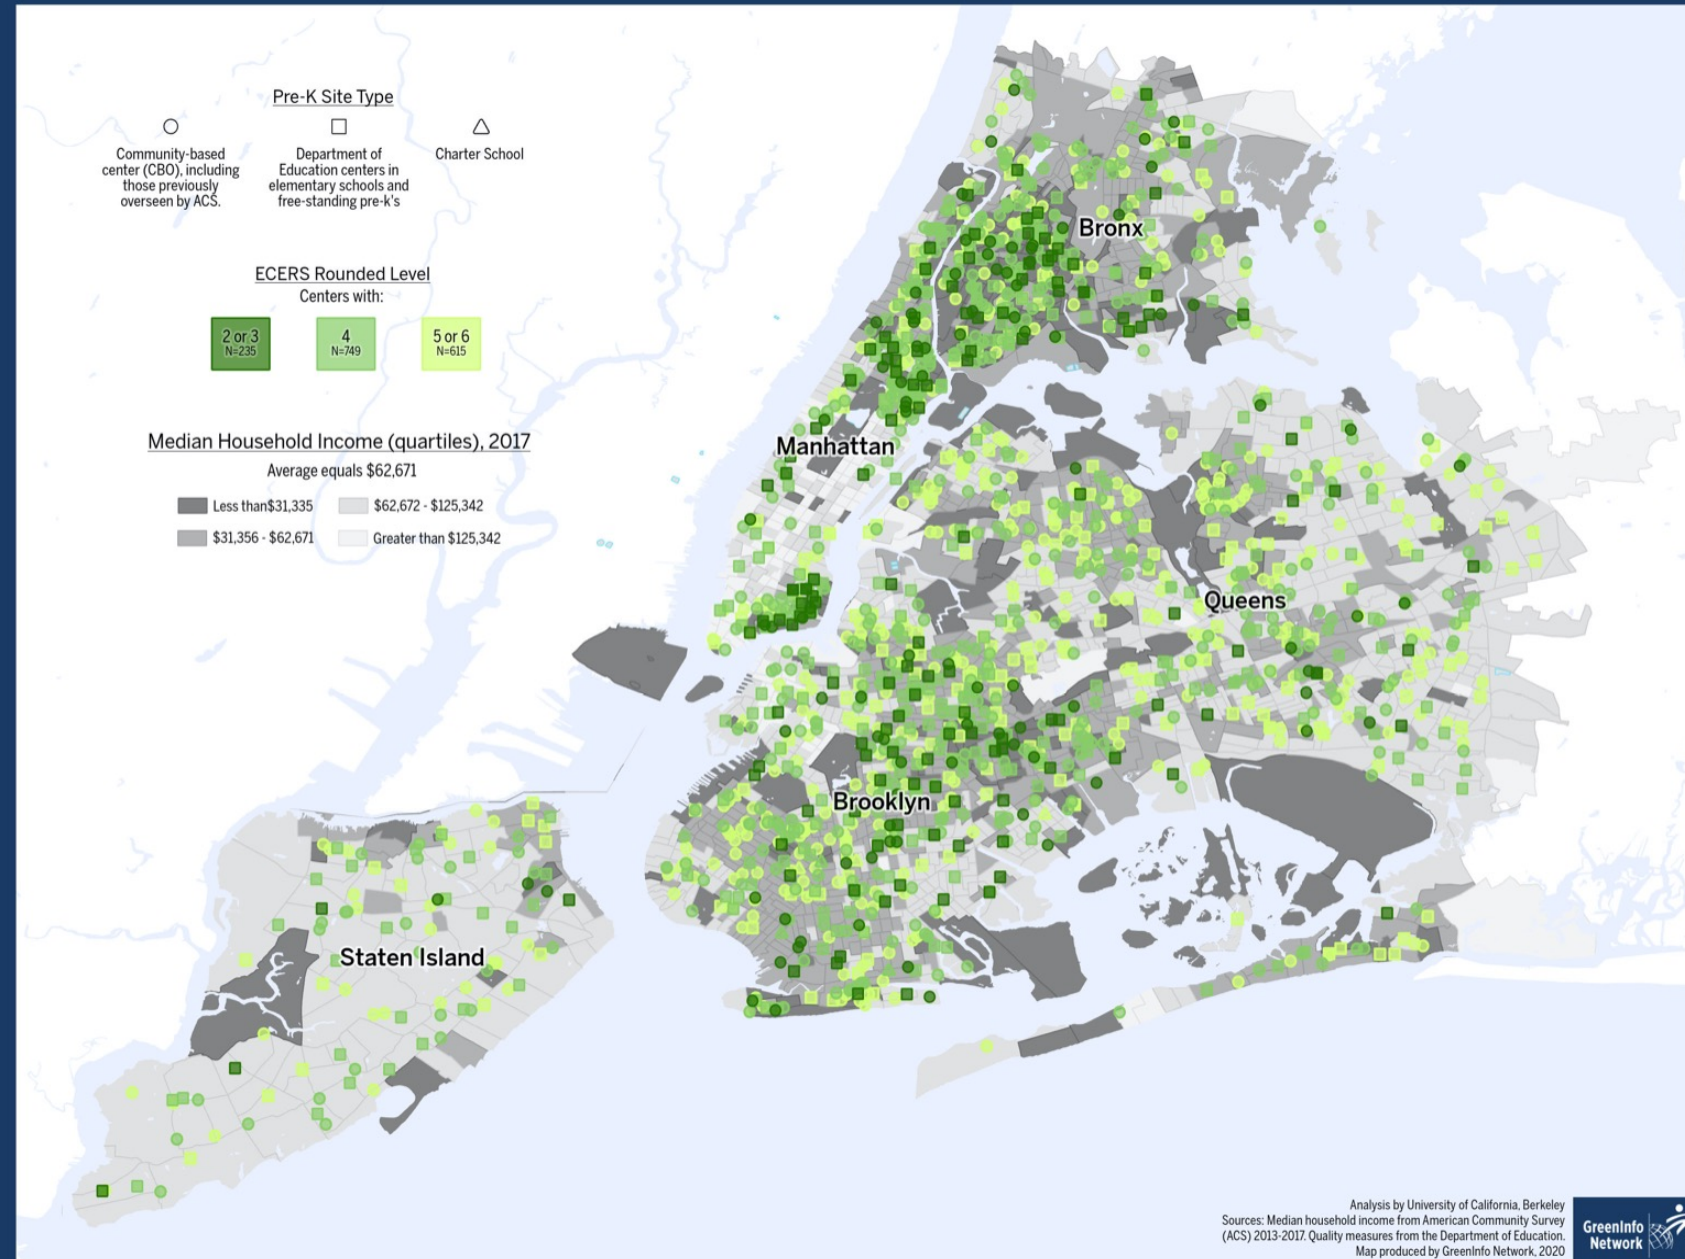 Pre-K Site Type
Community-based
center (CBO), including
those previously
overseen by ACS.
Department of
Education centers in
elementary schools and
free-standing pre-k's
Charter School
ECERS Rounded Level
Centers with:
2 or 3
N=235
4
N=749
5 or 6
N=615
Median Household Income (quartiles), 2017
Average equals $62,671
Less than$31,335
$62,672 - $125,342
$31,356 - $62,671
Greater than $125,342
Bronx
Manhattan
Queens
Brooklyn
Staten Island
Analysis by University of California, Berkeley
Sources: Median household income from American Community Survey
(ACS) 2013-2017. Quality measures from the Department of Education.
Map produced by GreenInfo Network, 2020
GreenInfo
Network